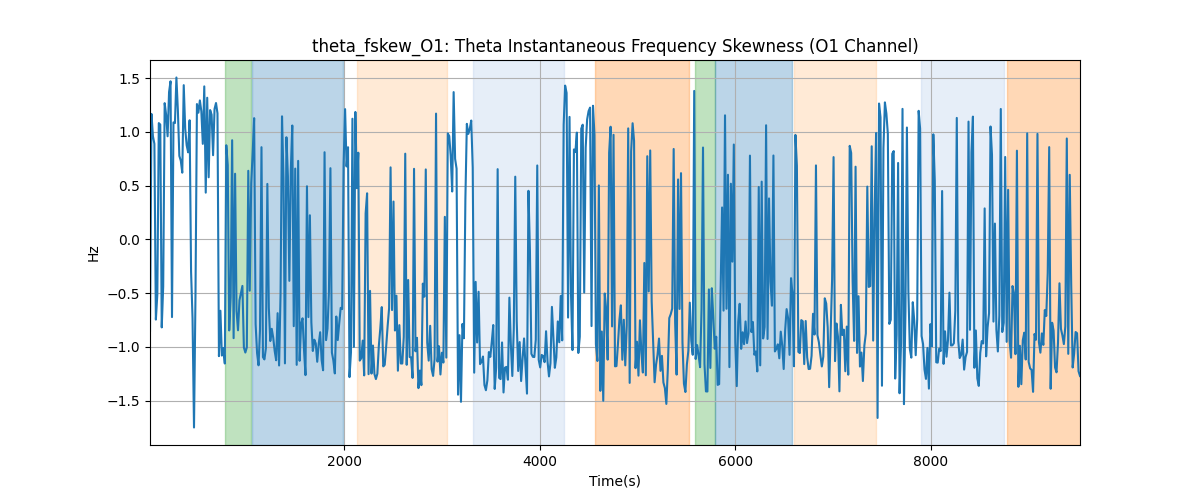 theta_fskew_O1: Theta Instantaneous Frequency Skewness (O1 Channel)
1.5
1.0
0.5
0.0
−0.5
−1.0
−1.5
Hz
2000 4000 6000 8000
Time(s)